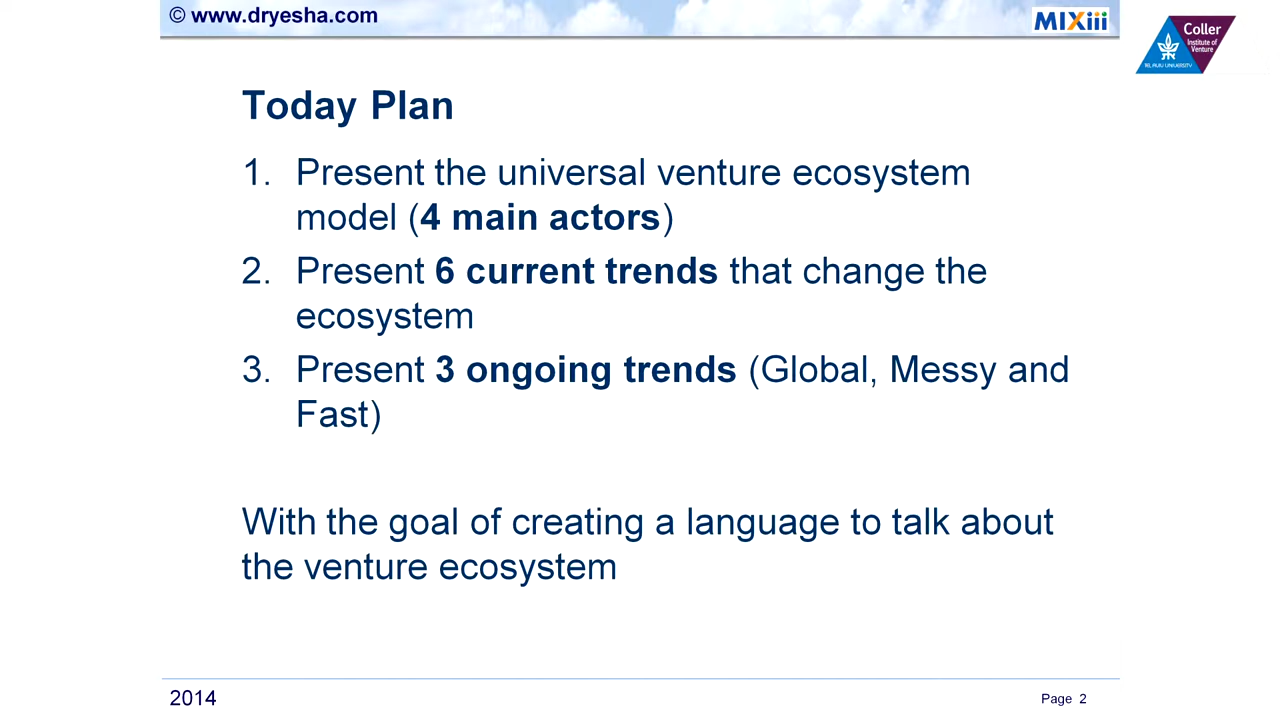 © www.dryesha.com
MIXiii
Coller
Institute of
Venture
TEL AVIV UNIVERSITY
Today Plan
1. Present the universal venture ecosystem
model (4 main actors)
2. Present 6 current trends that change the
ecosystem
3. Present 3 ongoing trends (Global, Messy and
Fast)
With the goal of creating a language to talk about
the venture ecosystem
2014
Page 2